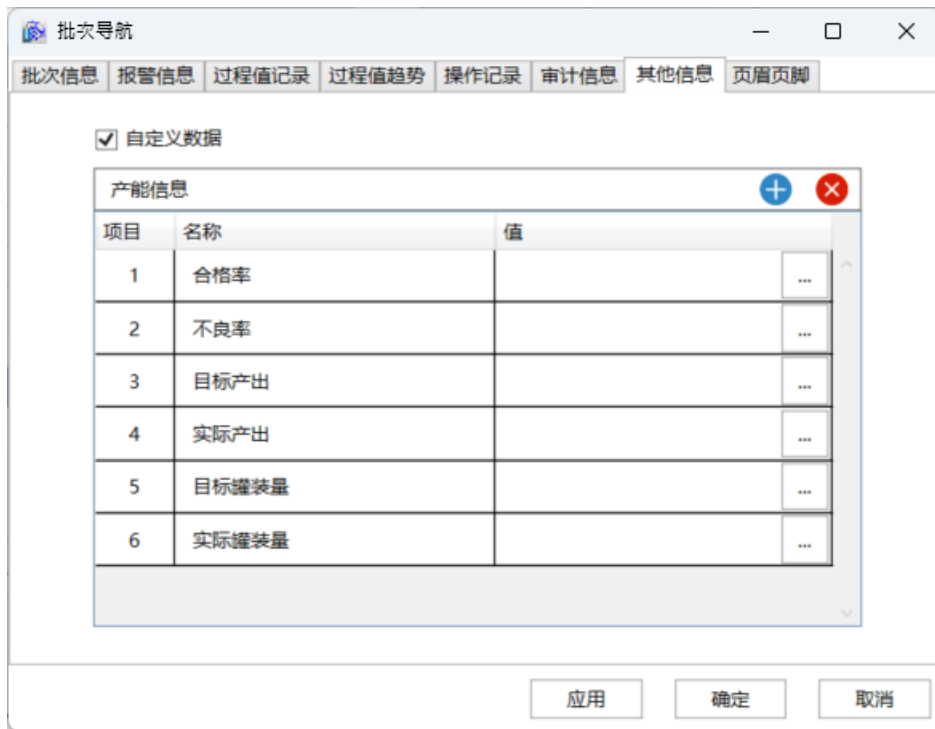 批次导航
批次信息 报警信息 过程值记录 过程值趋势 操作记录 审计信息 其他信息 页眉页脚
自定义数据
产能信息
项目 名称 值
1 合格率 ...
2 不良率 ...
3 目标产出 ...
4 实际产出 ...
5 目标罐装量 ...
6 实际罐装量 ...
应用 确定 取消